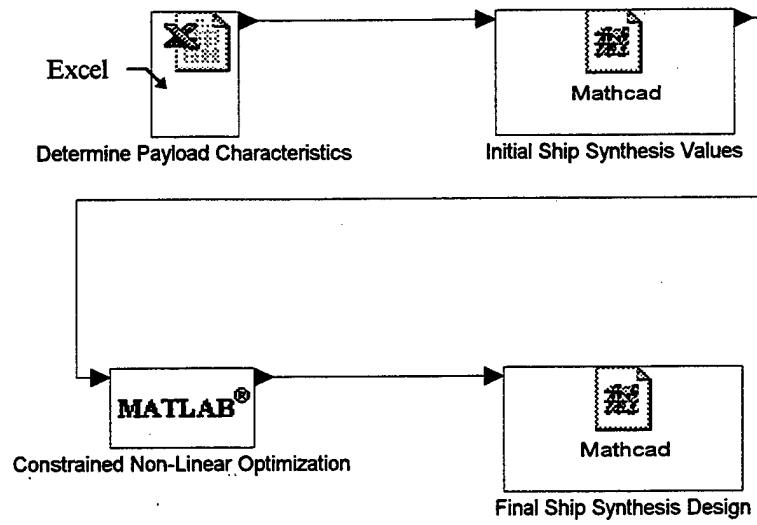 Excel
Mathcad
Determine Payload Characteristics
Initial Ship Synthesis Values
MATLAB®
Mathcad
Constrained Non-Linear Optimization
Final Ship Synthesis Design